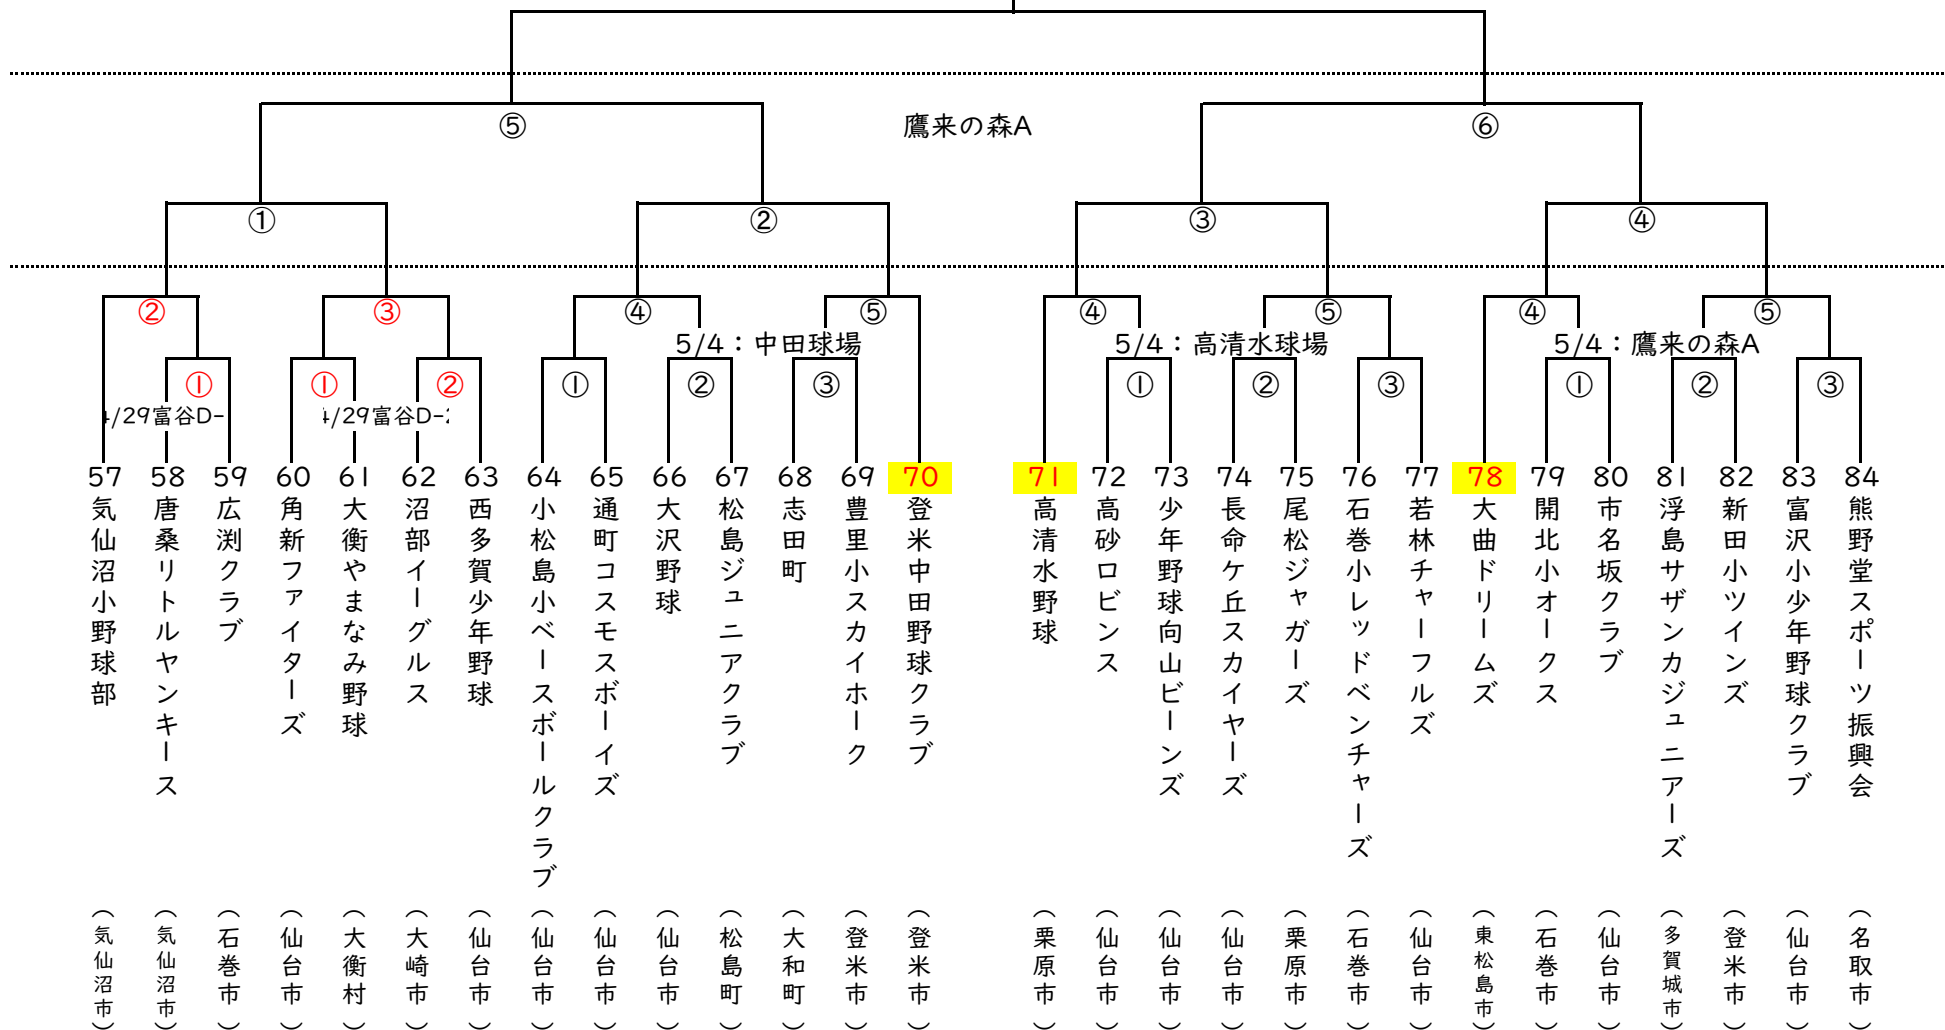 ⑤ 鷹来の森A ⑥
① ② ③ ④
② ③ ④ ⑤ ④ ⑤ ④ ⑤
5/4：中田球場 5/4：高清水球場 5/4：鷹来の森A
① ① ② ① ② ③ ① ② ③ ① ② ③
/29富谷D- /29富谷D-
57 58 59 60 61 62 63 64 65 66 67 68 69 70 71 72 73 74 75 76 77 78 79 80 81 82 83 84
気仙沼小野球部
唐桑リトルヤンキース
広渕クラブ
角新ファイターズ
大衡やまなみ野球
沼部イーグルス
西多賀少年野球
小松島小ベースボールクラブ
通町コスモスボーイズ
大沢野球
松島ジュニアクラブ
志田町
豊里小スカイホーク
登米中田野球クラブ
高清水野球
高砂ロビンス
少年野球向山ビーンズ
長命ケ丘スカイヤーズ
尾松ジャガーズ
石巻小レッドベンチャーズ
若林チャーフルズ
大曲ドリームズ
開北小オークス
市名坂クラブ
浮島サザンカジュニアーズ
新田小ツインズ
富沢小少年野球クラブ
熊野堂スポーツ振興会
（気仙沼市）
（気仙沼市）
（石巻市）
（仙台市）
（大衡村）
（大崎市）
（仙台市）
（仙台市）
（仙台市）
（仙台市）
（松島町）
（大和町）
（登米市）
（登米市）
（栗原市）
（仙台市）
（仙台市）
（仙台市）
（栗原市）
（石巻市）
（仙台市）
（東松島市）
（石巻市）
（仙台市）
（多賀城市）
（登米市）
（仙台市）
（名取市）